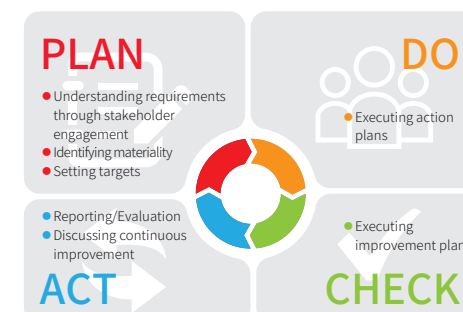 PLAN
● Understanding requirements
through stakeholder
engagement
● Identifying materiality
● Setting targets
DO
● Executing action
plans
● Reporting/Evaluation
● Discussing continuous
improvement
ACT
● Executing
improvement plan
CHECK